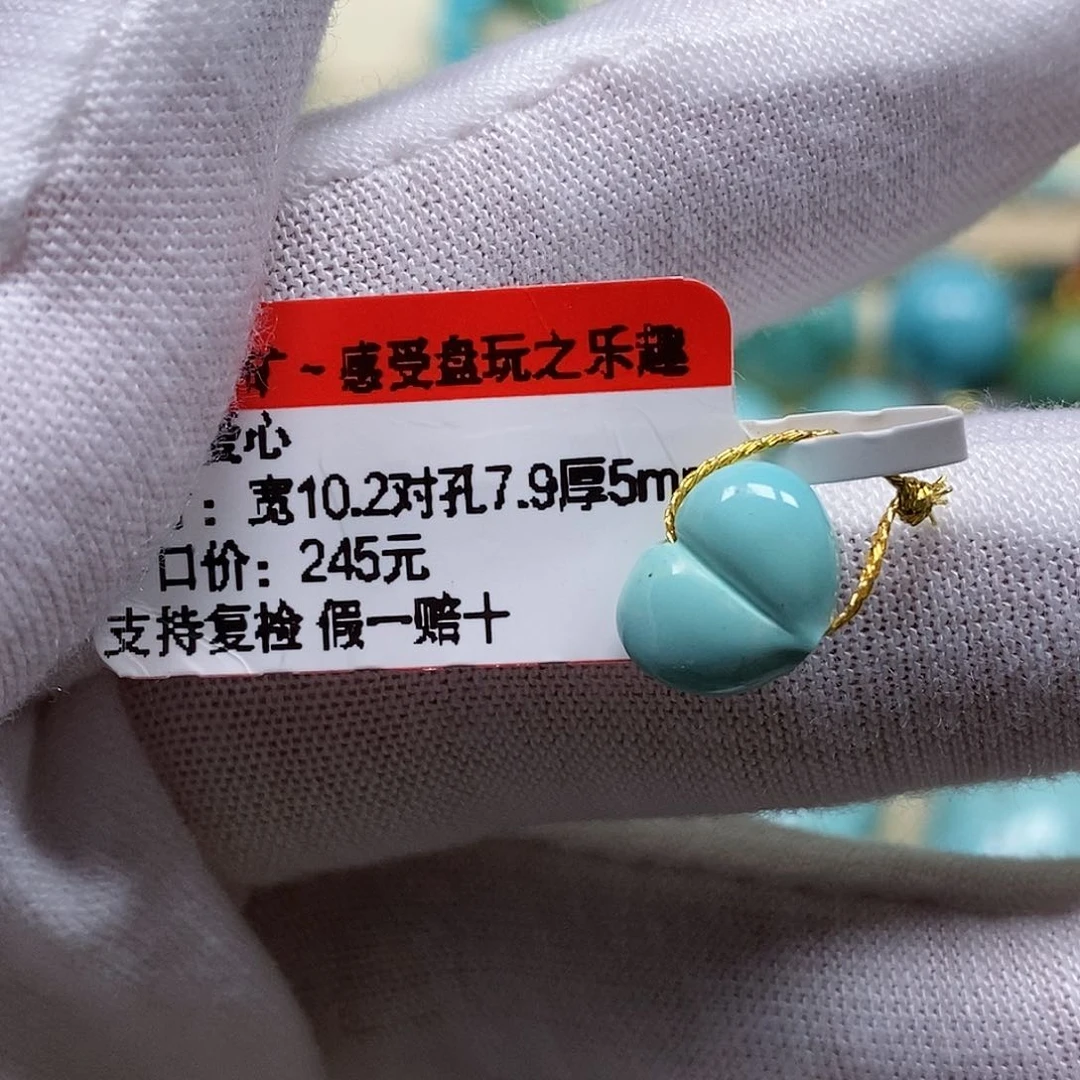 ~感受盘玩之乐趣
爱心
：宽10.2对孔7.9厚5m
口价：245元
支持复检 假一赔十